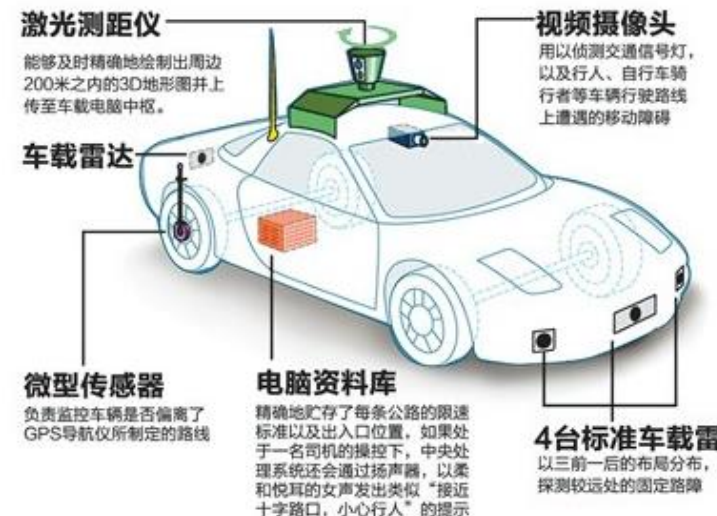 激光测距仪
能够及时精确地绘制出周边
200米之内的3D地形图并上
传至车载电脑中枢。
视频摄像头
用以侦测交通信号灯，
以及行人、自行车骑
行者等车辆行驶路线
上遭遇的移动障碍
车载雷达
微型传感器
负责监控车辆是否偏离了
GPS导航仪所制定的路线
电脑资料库
精确地贮存了每条公路的限速
标准以及出入口位置，如果处
于一名司机的操控下，中央处
理系统还会通过扬声器，以柔
和悦耳的女声发出类似“接近
十字路口，小心行人”的提示
4台标准车载雷
以三前一后的布局分布，
探测较远处的固定路障